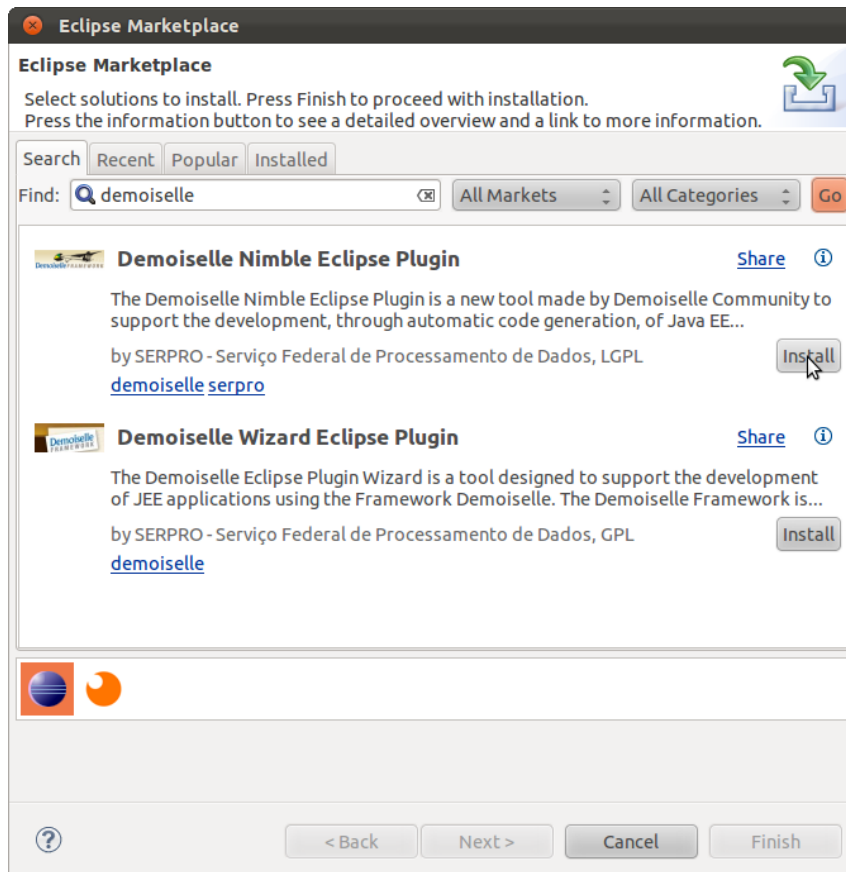 Eclipse Marketplace
Eclipse Marketplace
Select solutions to install. Press Finish to proceed with installation.
Press the information button to see a detailed overview and a link to more information.
Search Recent Popular Installed
Find: demoiselle All Markets All Categories Go
Demoiselle Nimble Eclipse Plugin Share
Demoiselle FRAMEWORK
The Demoiselle Nimble Eclipse Plugin is a new tool made by Demoiselle Community to
support the development, through automatic code generation, of Java EE...
by SERPRO - Serviço Federal de Processamento de Dados, LGPL Install
demoiselle serpro
Demoiselle Wizard Eclipse Plugin Share
Demoiselle
FRAMEWORK
The Demoiselle Eclipse Plugin Wizard is a tool designed to support the development
of JEE applications using the Framework Demoiselle. The Demoiselle Framework is...
by SERPRO - Serviço Federal de Processamento de Dados, GPL Install
demoiselle
? < Back Next > Cancel Finish